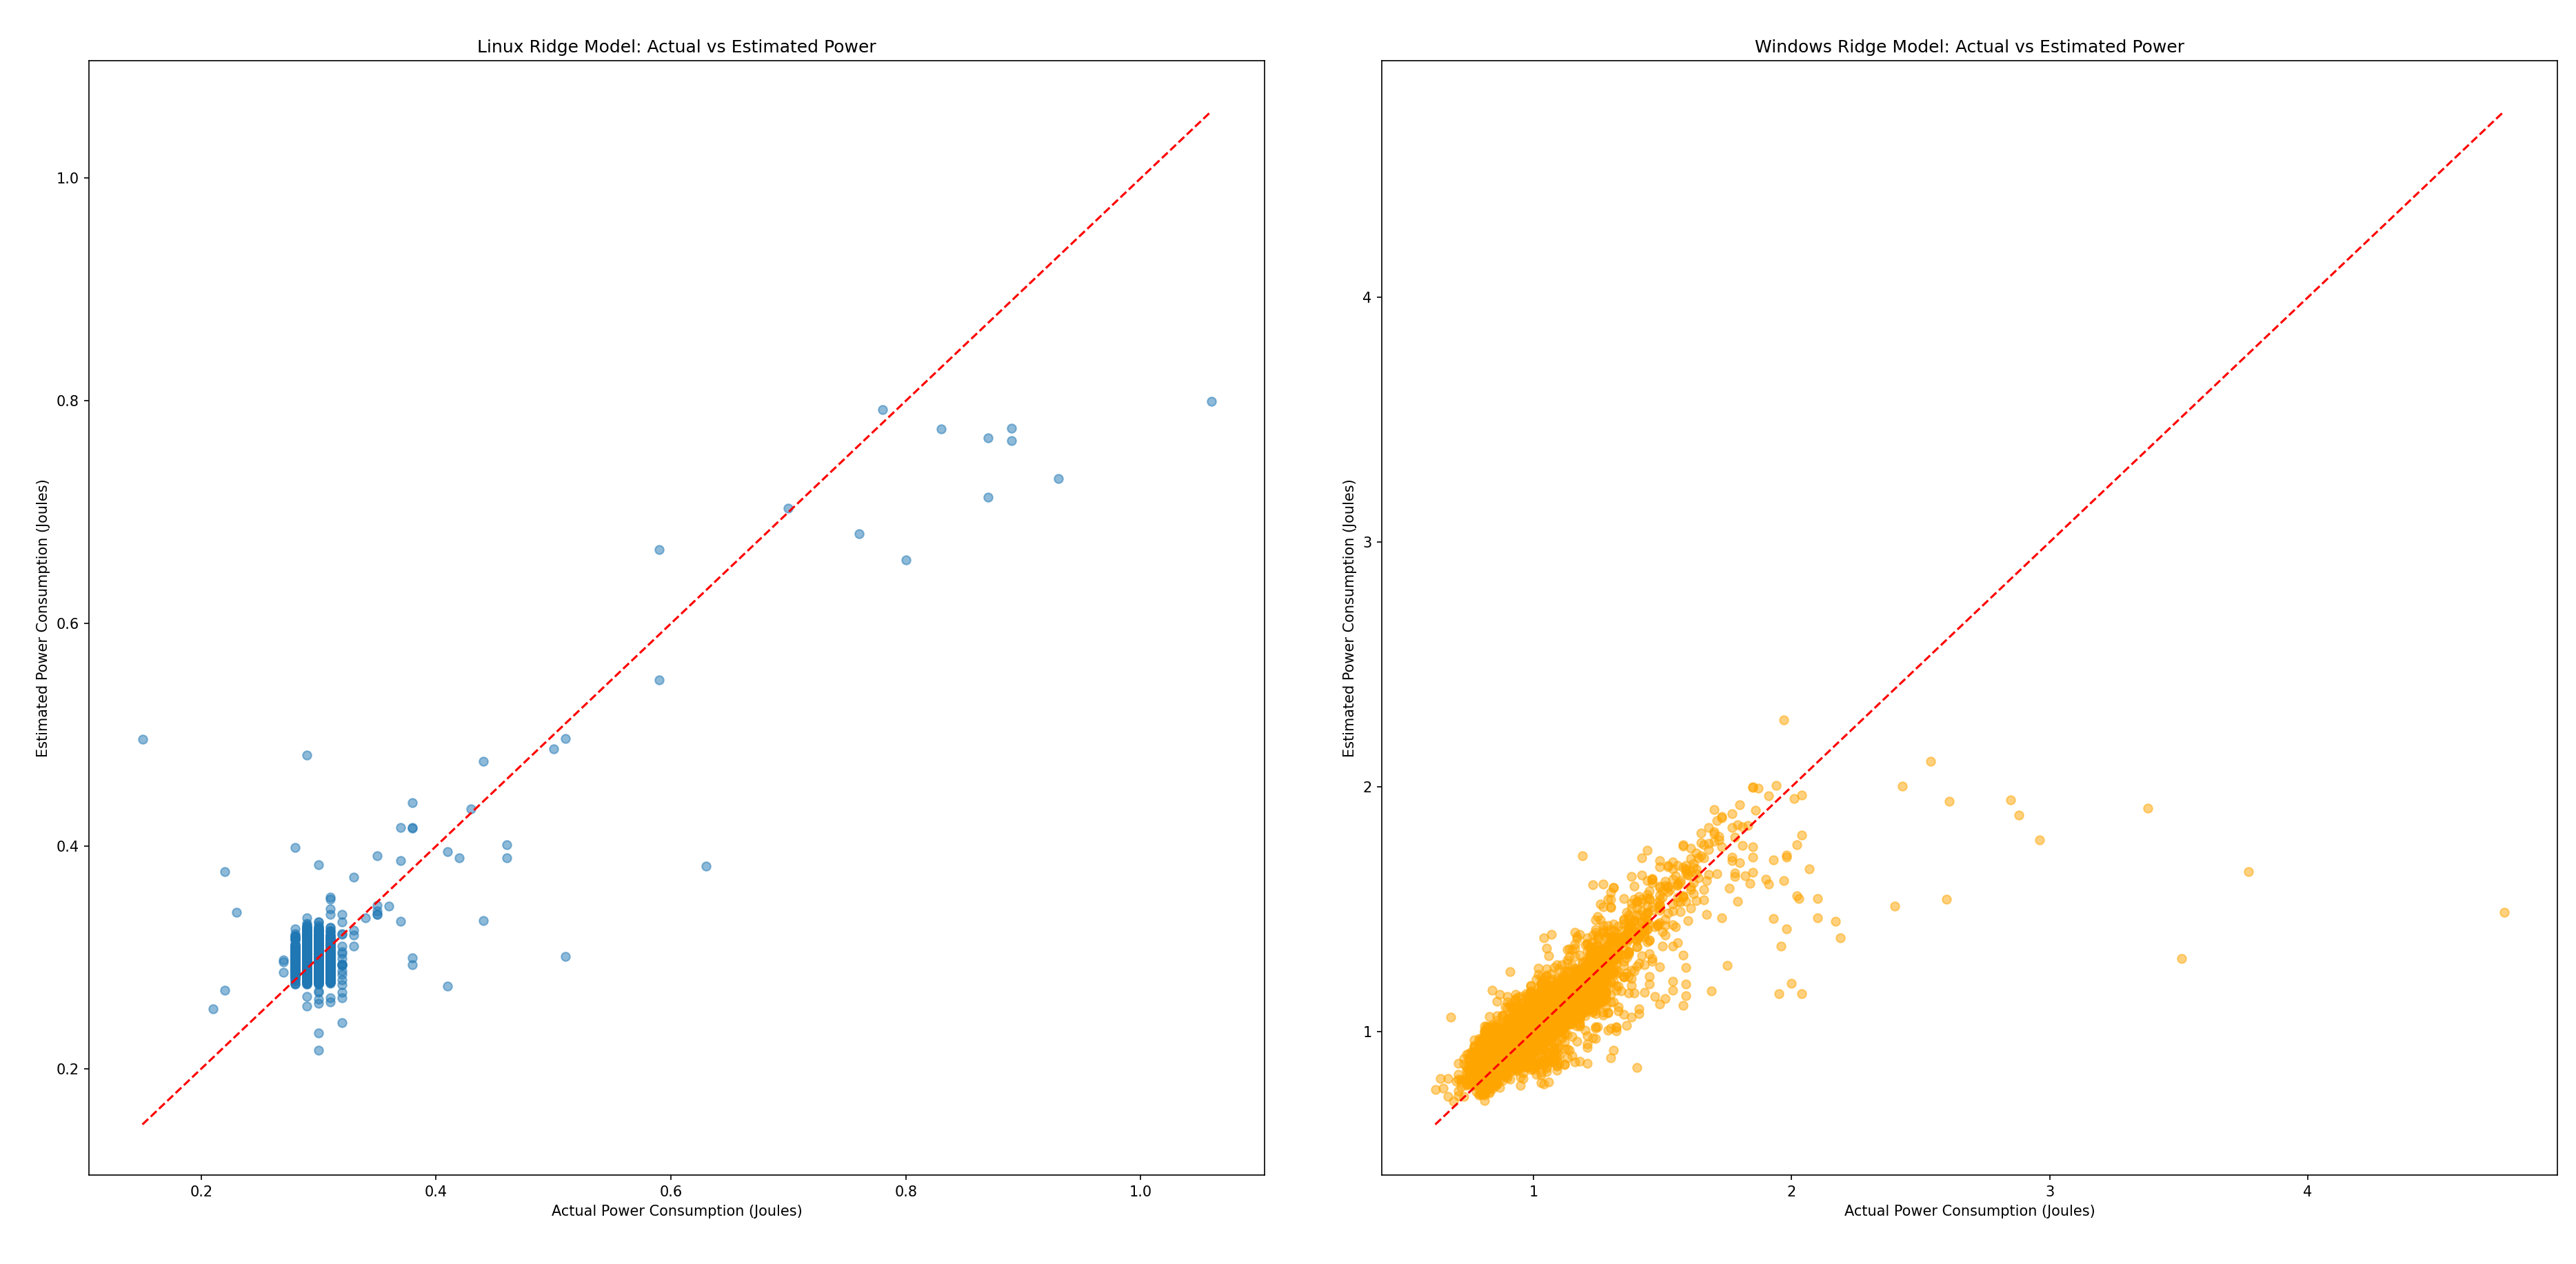 Linux Ridge Model: Actual vs Estimated Power
Estimated Power Consumption (Joules)
1.0
0.8
0.6
0.4
0.2
0.2 0.4 0.6 0.8 1.0
Actual Power Consumption (Joules)
Windows Ridge Model: Actual vs Estimated Power
Estimated Power Consumption (Joules)
4
3
2
1
1 2 3 4
Actual Power Consumption (Joules)